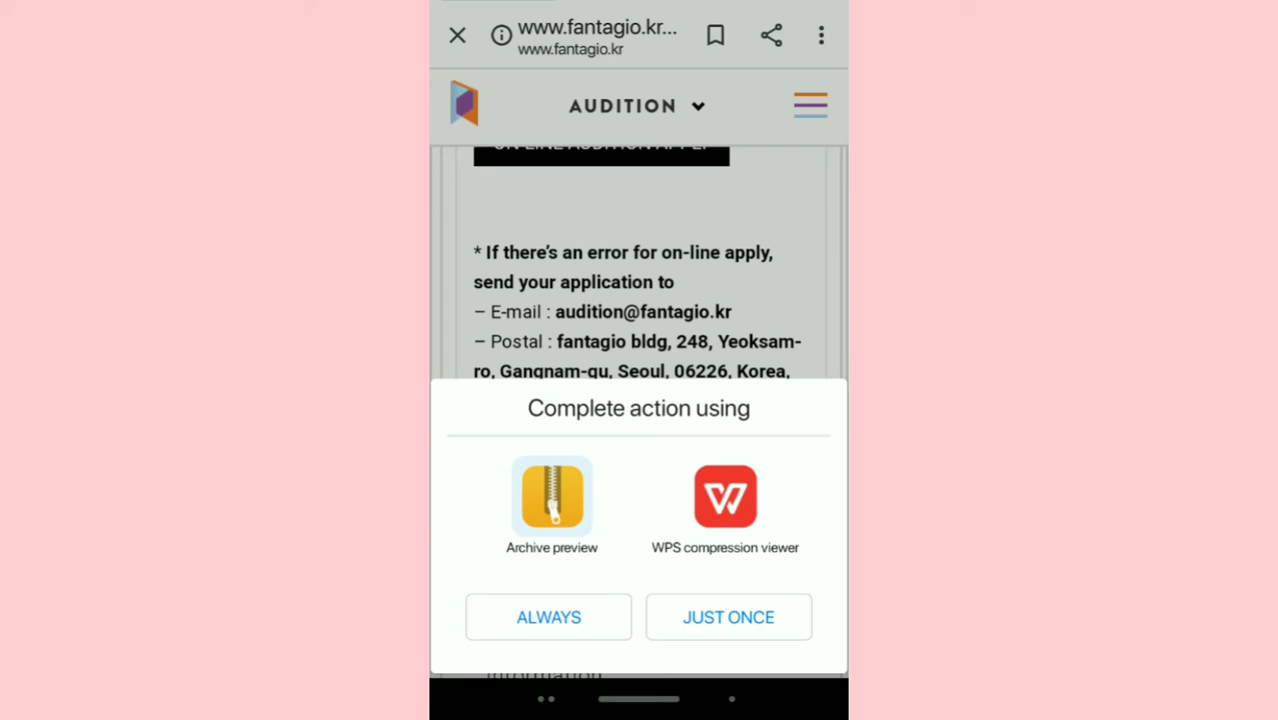 www.fantagio.kr...
www.fantagio.kr
AUDITION
ON-LINE AUDITION APPLY
* If there's an error for on-line apply,
send your application to
– E-mail : audition@fantagio.kr
– Postal : fantagio bldg, 248, Yeoksam-
ro, Gangnam-gu, Seoul, 06226, Korea,
Complete action using
Archive preview
WPS compression viewer
ALWAYS
JUST ONCE
information